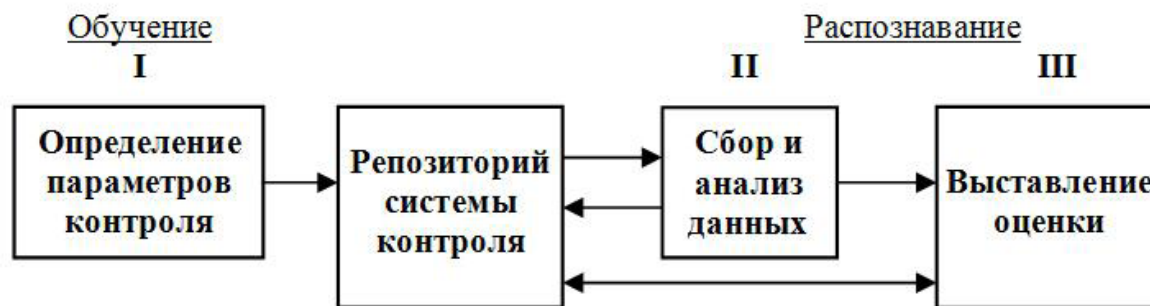 Обучение
Распознавание
I
II
III
Определение
параметров
контроля
Репозиторий
системы
контроля
Сбор и
анализ
данных
Выставление
оценки